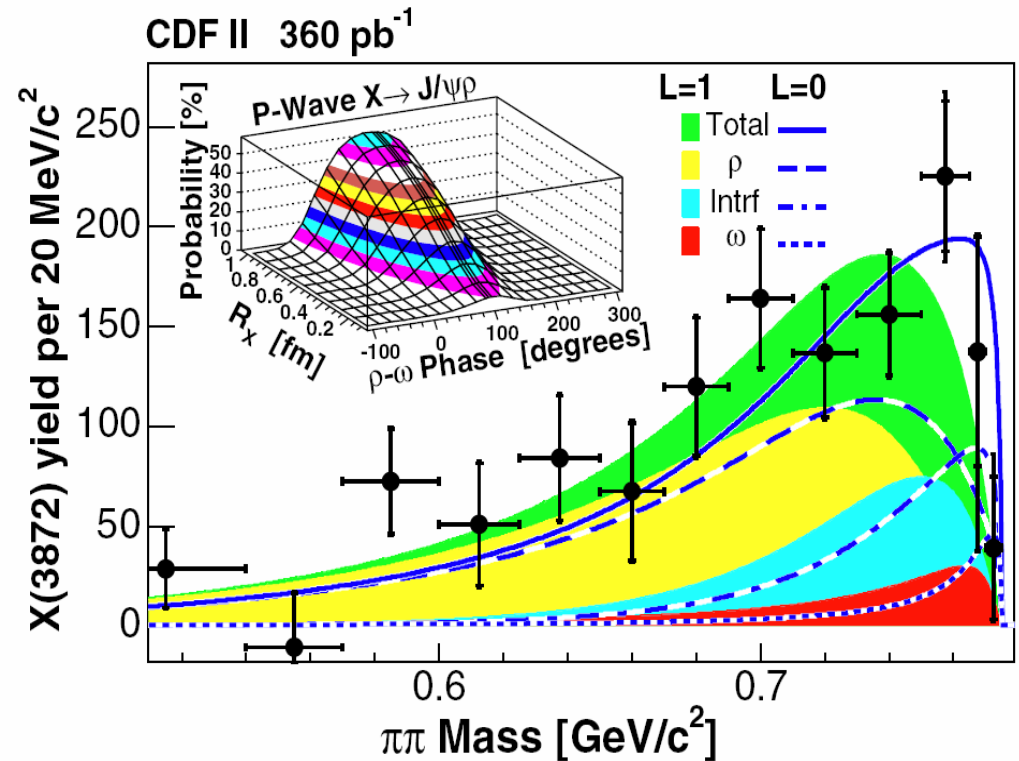 CDF II 360 pb-1
X(3872) yield per 20 MeV/c2
250
200
150
100
50
0
0.6
0.7
ππ Mass [GeV/c2]
P-Wave X→ J/ψρ
Probability [%]
50
40
30
20
10
0
1
0.8
0.6
0.4
0.2
RX [fm]
-100
0
100
200
300
ρ-ω Phase [degrees]
L=1 L=0
Total
ρ
Intrf
ω